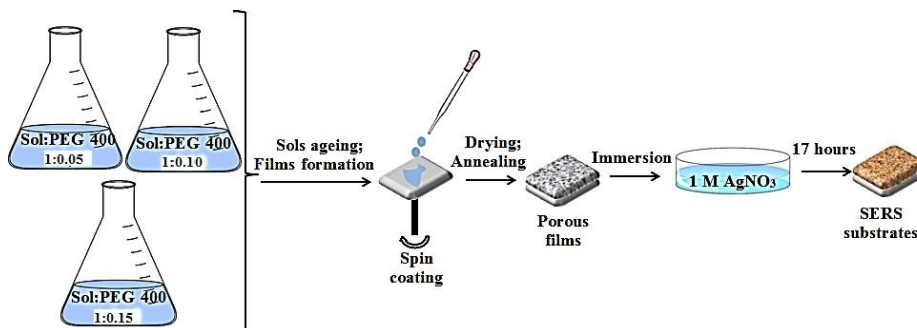 Sol:PEG 400
1:0.05
Sol:PEG 400
1:0.10
Sol:PEG 400
1:0.15
Sols ageing;
Films formation
Spin
coating
Drying;
Annealing
Porous
films
Immersion
1 M AgNO₃
17 hours
SERS
substrates